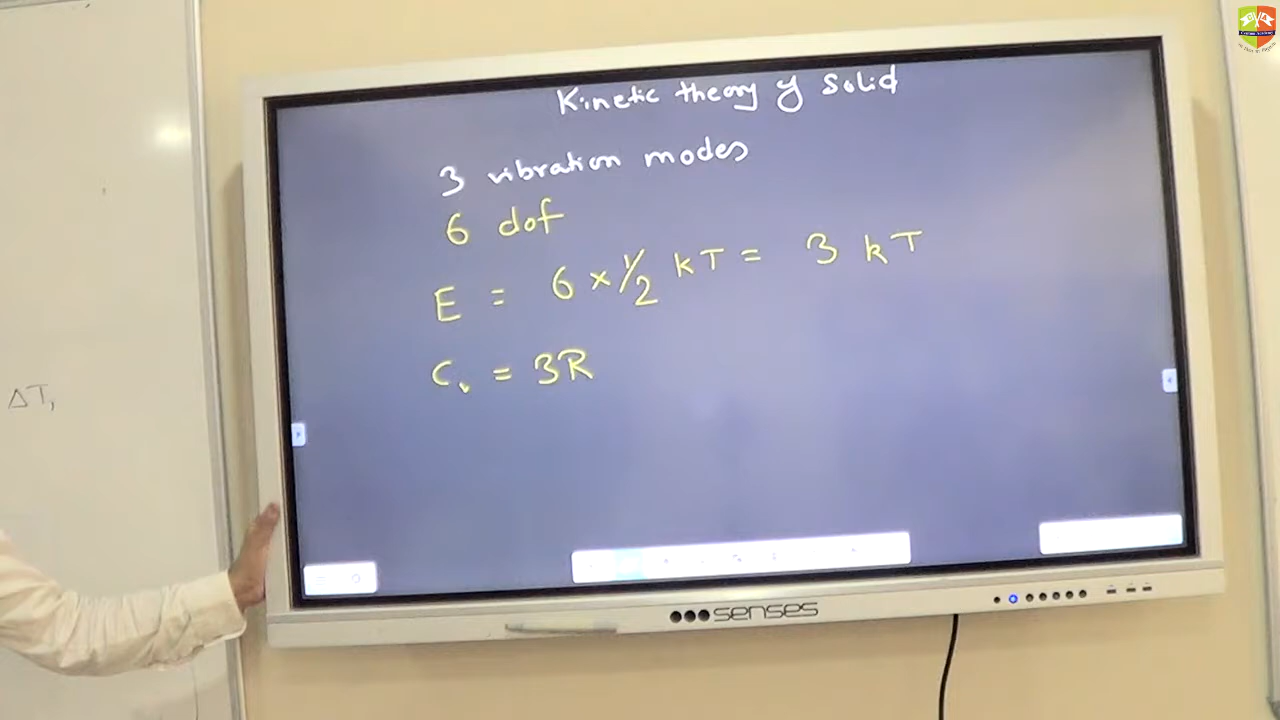 Kinetic theory of Solid
3 vibration modes
6 dof
E = 6 × 1/2 kT = 3 kT
Cv = 3R
ΔT,
senses